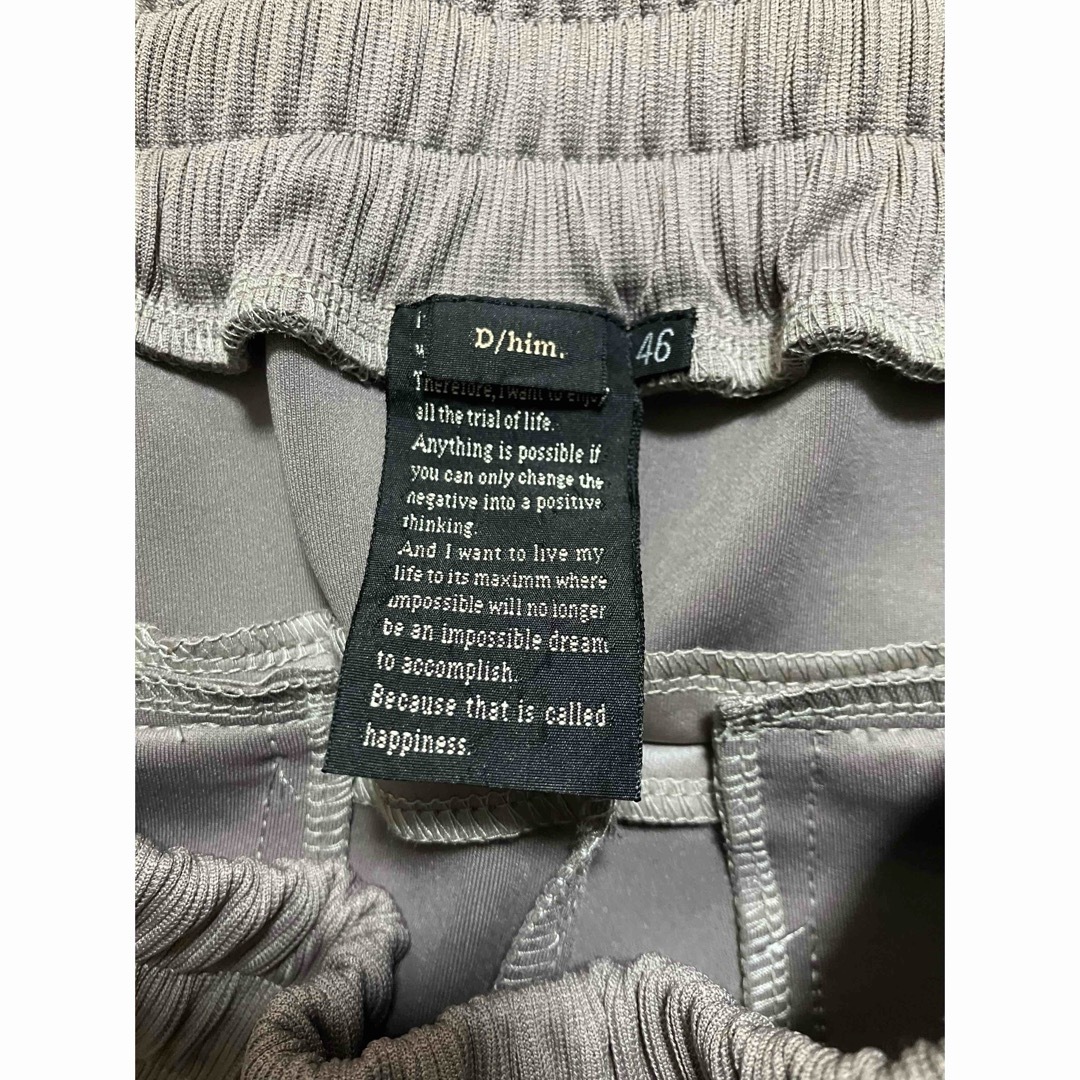 D/him.
46
Therefore, I want to enjoy
all the trial of life.
Anything is possible if
you can only change the
negative into a positive
thinking.
And I want to live my
life to its maximm where
impossible will no longer
be an impossible dream
to accomplish.
Because that is called
happiness.